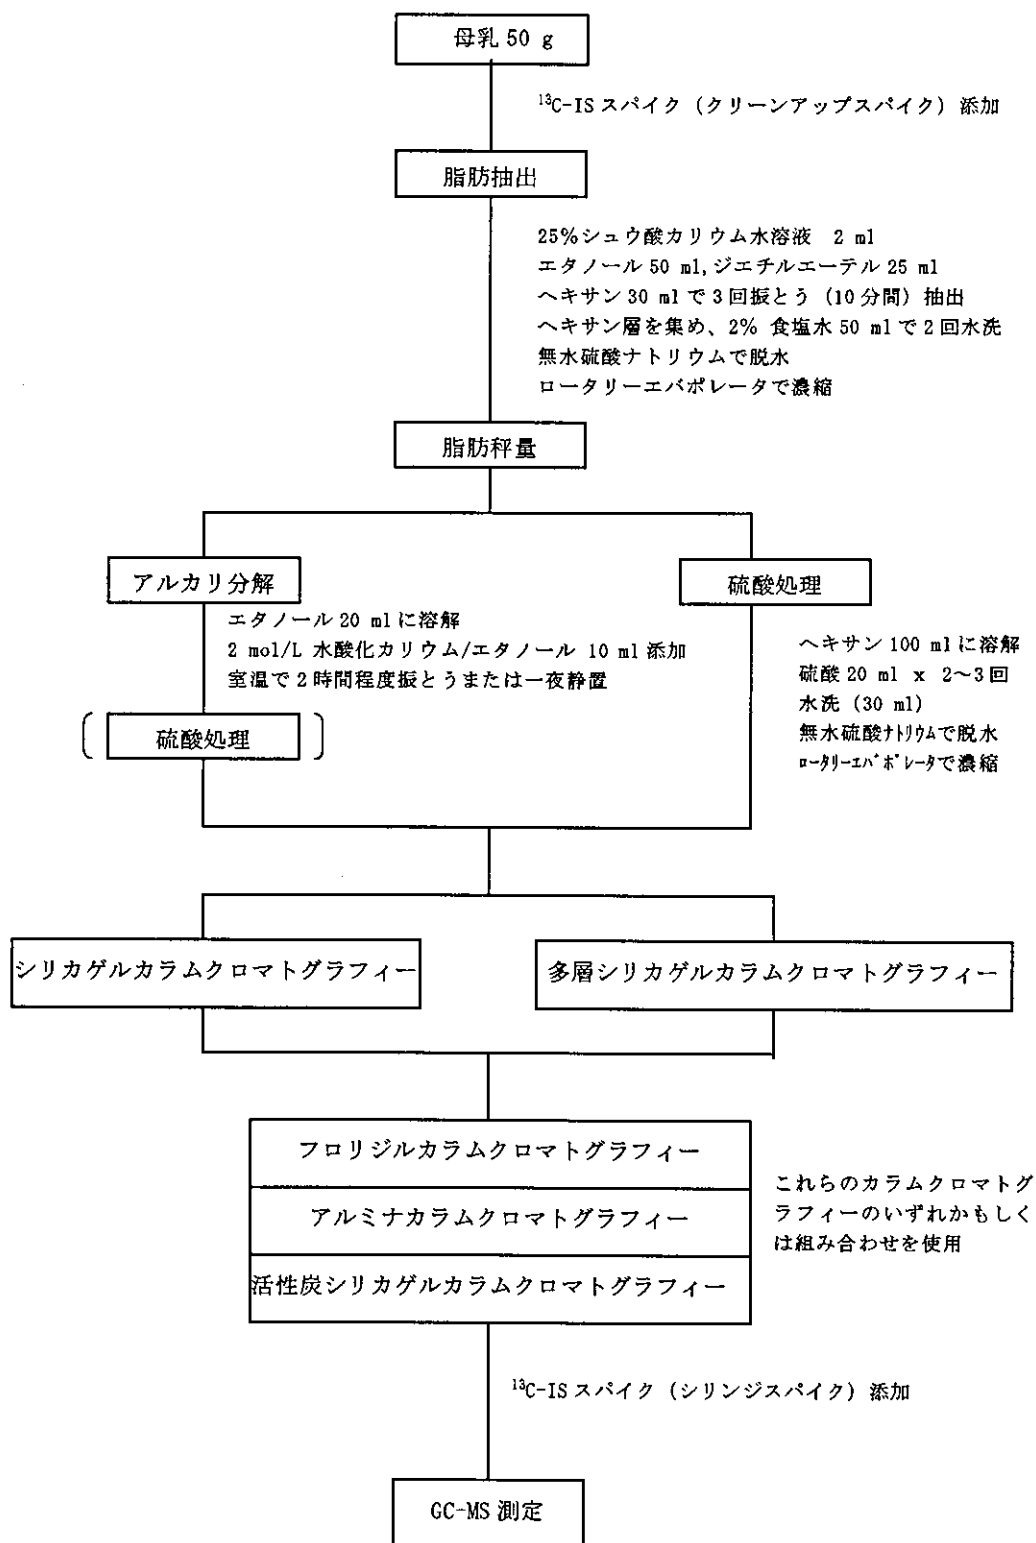 母乳 50 g
¹³C-IS スパイク (クリーンアップスパイク) 添加
脂肪抽出
25%シュウ酸カリウム水溶液 2 ml
エタノール 50 ml, ジエチルエーテル 25 ml
ヘキサン 30 ml で 3 回振とう (10 分間) 抽出
ヘキサン層を集め、2% 食塩水 50 ml で 2 回水洗
無水硫酸ナトリウムで脱水
ロータリーエバポレータで濃縮
脂肪秤量
アルカリ分解
エタノール 20 ml に溶解
2 mol/L 水酸化カリウム/エタノール 10 ml 添加
室温で 2 時間程度振とうまたは一夜静置
硫酸処理
硫酸処理
ヘキサン 100 ml に溶解
硫酸 20 ml x 2～3 回
水洗 (30 ml)
無水硫酸ナトリウムで脱水
ロータリーエバポレータで濃縮
シリカゲルカラムクロマトグラフィー
多層シリカゲルカラムクロマトグラフィー
フロリジルカラムクロマトグラフィー
アルミナカラムクロマトグラフィー
活性炭シリカゲルカラムクロマトグラフィー
これらのカラムクロマトグ
ラフィーのいずれかもしく
は組み合わせを使用
¹³C-IS スパイク (シリンジスパイク) 添加
GC-MS 測定